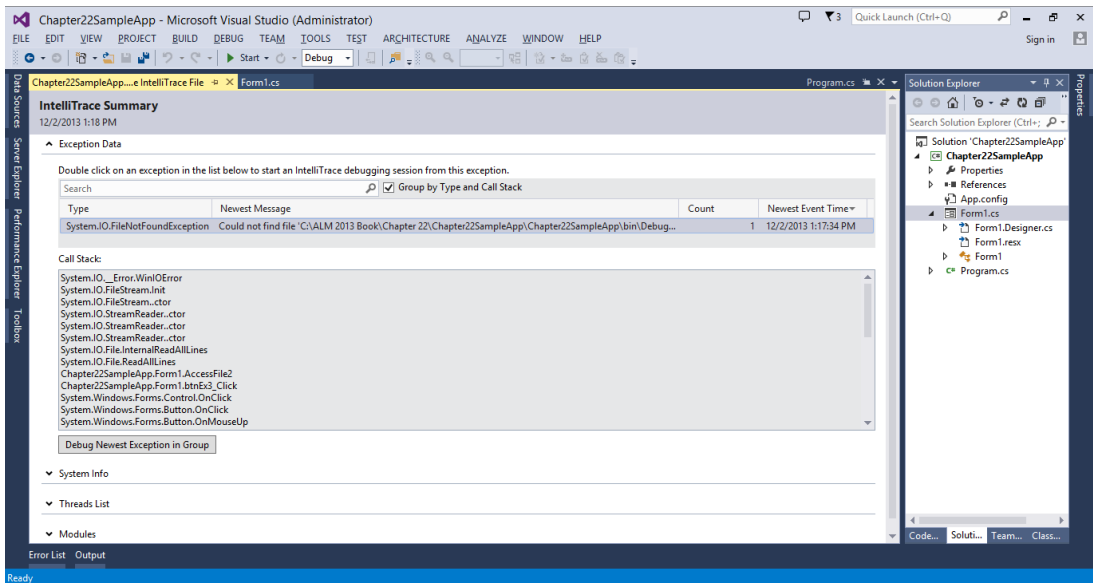 Chapter22SampleApp - Microsoft Visual Studio (Administrator)
3
Quick Launch (Ctrl+Q)
FILE EDIT VIEW PROJECT BUILD DEBUG TEAM TOOLS TEST ARCHITECTURE ANALYZE WINDOW HELP
Sign in
Start Debug
Data Sources
Server Explorer
Performance Explorer
Toolbox
Chapter22SampleApp....e IntelliTrace File Form1.cs Program.cs
IntelliTrace Summary
12/2/2013 1:18 PM
Exception Data
Double click on an exception in the list below to start an IntelliTrace debugging session from this exception.
Search
Group by Type and Call Stack
Type Newest Message Count Newest Event Time
System.IO.FileNotFoundException Could not find file 'C:\ALM 2013 Book\Chapter 22\Chapter22SampleApp\Chapter22SampleApp\bin\Debug... 1 12/2/2013 1:17:34 PM
Call Stack:
System.IO.__Error.WinIOError
System.IO.FileStream.Init
System.IO.FileStream..ctor
System.IO.StreamReader..ctor
System.IO.StreamReader..ctor
System.IO.StreamReader..ctor
System.IO.File.InternalReadAllLines
System.IO.File.ReadAllLines
Chapter22SampleApp.Form1.AccessFile2
Chapter22SampleApp.Form1.btnEx3_Click
System.Windows.Forms.Control.OnClick
System.Windows.Forms.Button.OnClick
System.Windows.Forms.Button.OnMouseUp
Debug Newest Exception in Group
System Info
Threads List
Modules
Solution Explorer
Search Solution Explorer (Ctrl+;
Solution 'Chapter22SampleApp'
C# Chapter22SampleApp
Properties
References
App.config
Form1.cs
Form1.Designer.cs
Form1.resx
Form1
C# Program.cs
Code... Soluti... Team... Class...
Properties
Error List Output
Ready